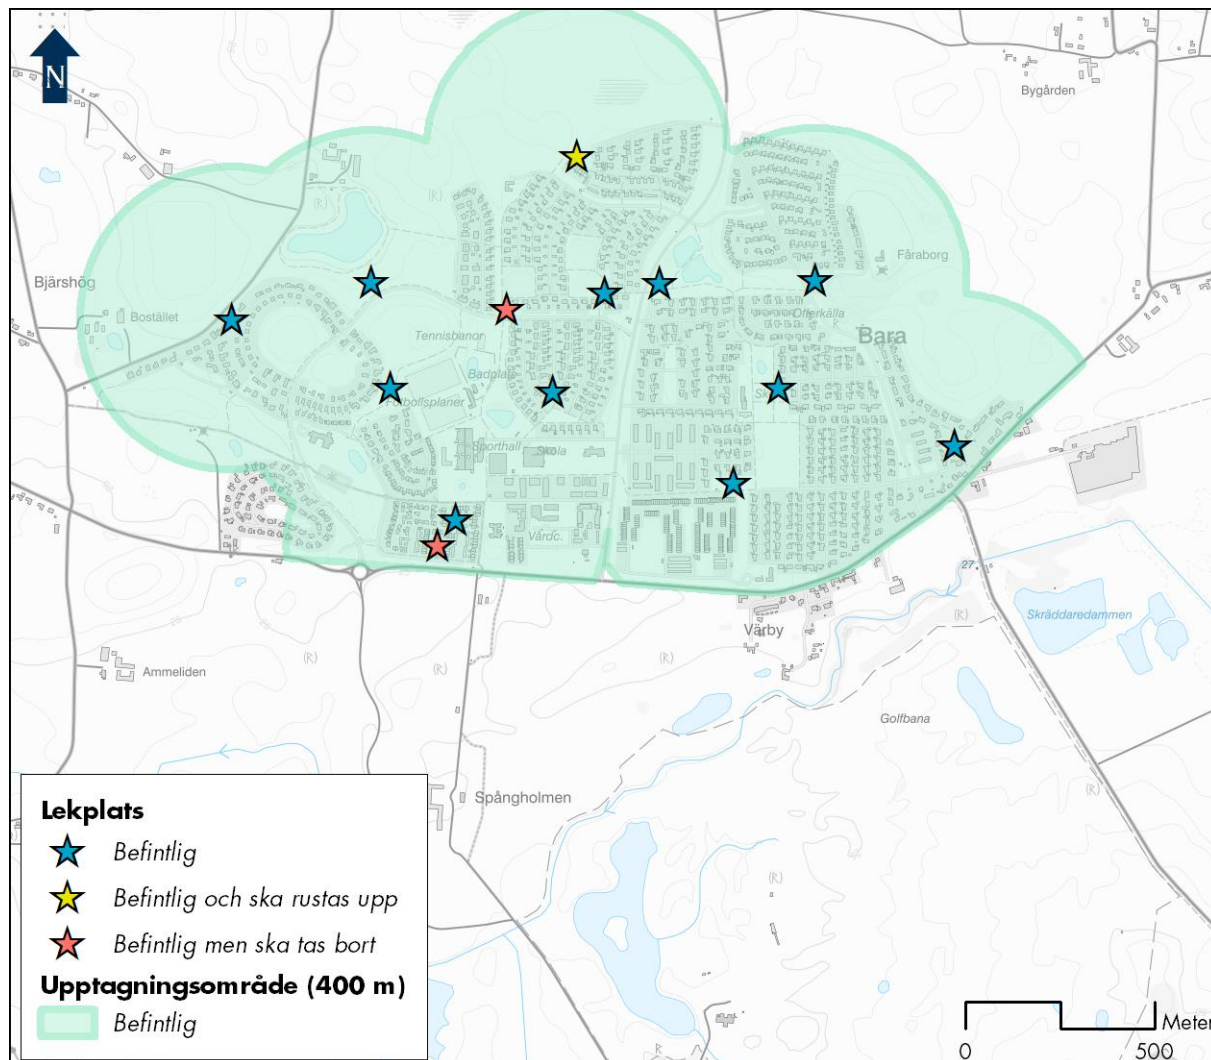 N
Bygården
(R)
(R)
Fåraborg
Bjärshög
Bostället
Otterkälla
Tennisbanor
Bara
Badplats
Fotbollsplaner
Sporthall
Skola
Vårdc.
27
Skräddaredammen
Värby
(R)
(R)
(R)
(R)
Ammeliden
Golfbana
(R)
Spångholmen
(R)
Lekplats
Befintlig
Befintlig och ska rustas upp
Befintlig men ska tas bort
Upptagningsområde (400 m)
Befintlig
Meter
0
500